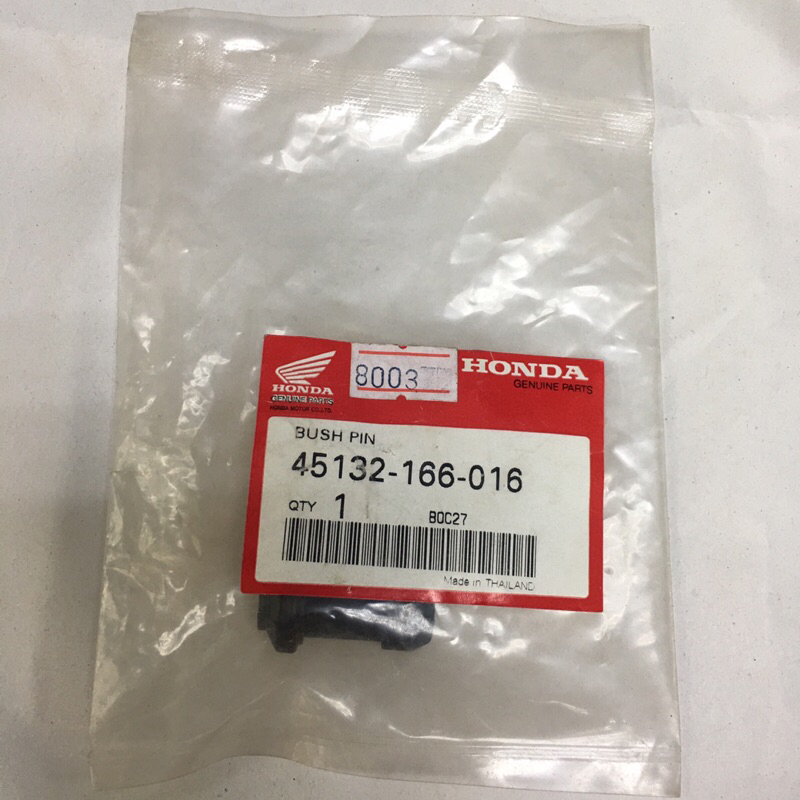 HONDA
GENUINE PARTS
HONDA MOTOR CO.,LTD.
8003
HONDA
GENUINE PARTS
BUSH PIN
45132-166-016
QTY 1 B0C27
Made in THAILAND